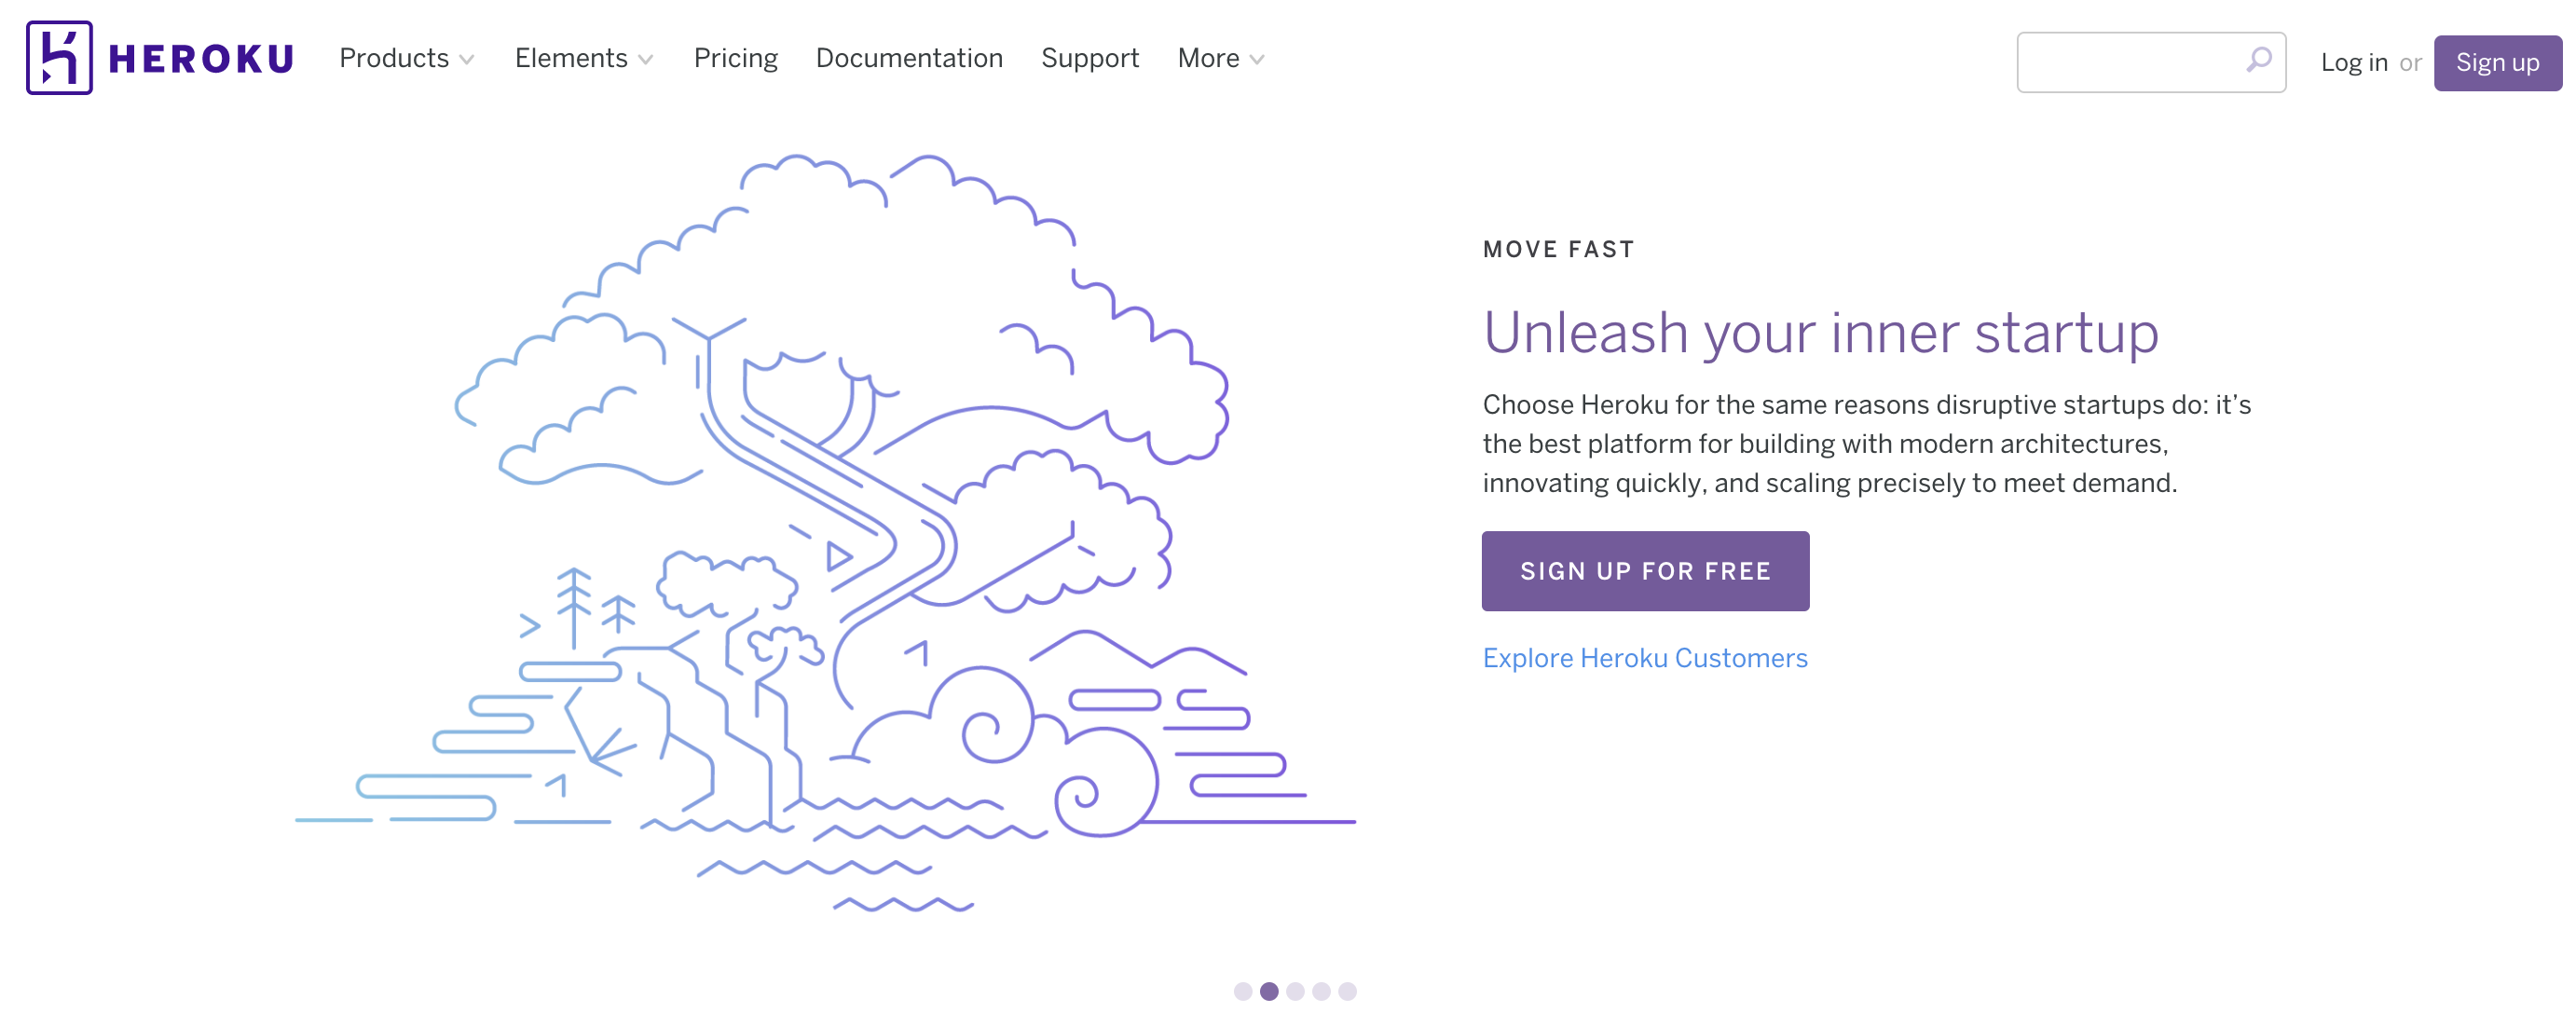 HEROKU Products Elements Pricing Documentation Support More Log in or Sign up
MOVE FAST
Unleash your inner startup
Choose Heroku for the same reasons disruptive startups do: it’s
the best platform for building with modern architectures,
innovating quickly, and scaling precisely to meet demand.
SIGN UP FOR FREE
Explore Heroku Customers